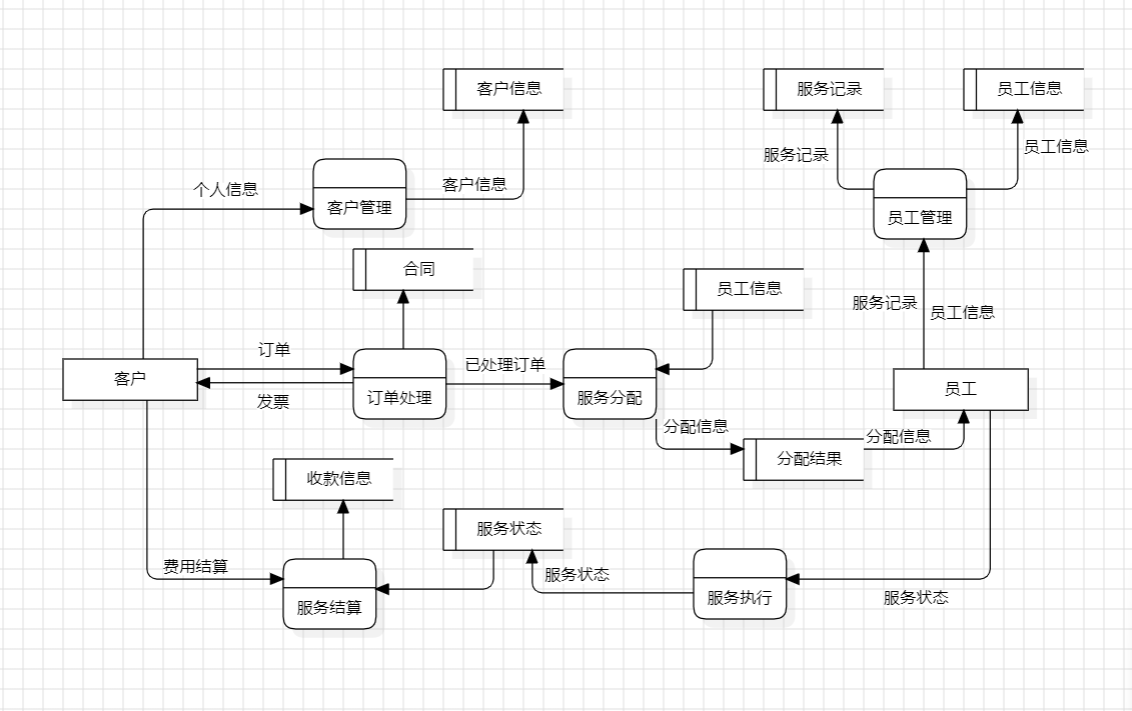 客户信息
服务记录
员工信息
服务记录
员工信息
个人信息
客户信息
客户管理
员工管理
合同
员工信息
服务记录
员工信息
订单
已处理订单
客户
员工
发票
订单处理
服务分配
分配信息
分配信息
分配结果
收款信息
服务状态
费用结算
服务状态
服务状态
服务结算
服务执行